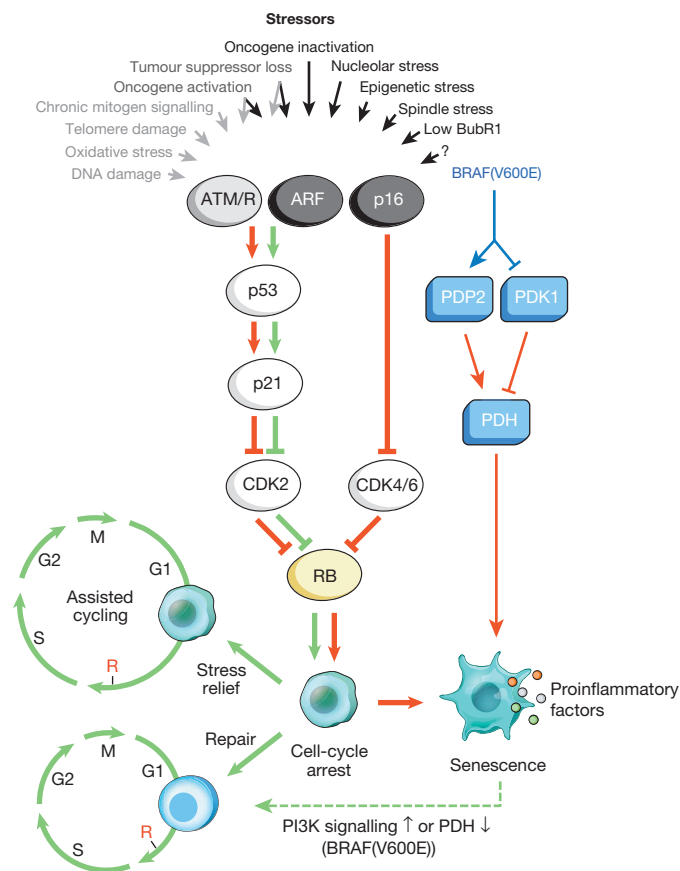 Stressors
Oncogene inactivation
Tumour suppressor loss
Nucleolar stress
Oncogene activation
Epigenetic stress
Chronic mitogen signalling
Spindle stress
Telomere damage
Low BubR1
Oxidative stress
?
DNA damage
BRAF(V600E)
ATM/R
ARF
p16
p53
PDP2
PDK1
p21
PDH
CDK2
CDK4/6
RB
M
G2
G1
Assisted
cycling
S
R
Stress
relief
Proinflammatory
factors
Repair
Cell-cycle
arrest
Senescence
M
G2
G1
R
S
PI3K signalling ↑ or PDH ↓
(BRAF(V600E))